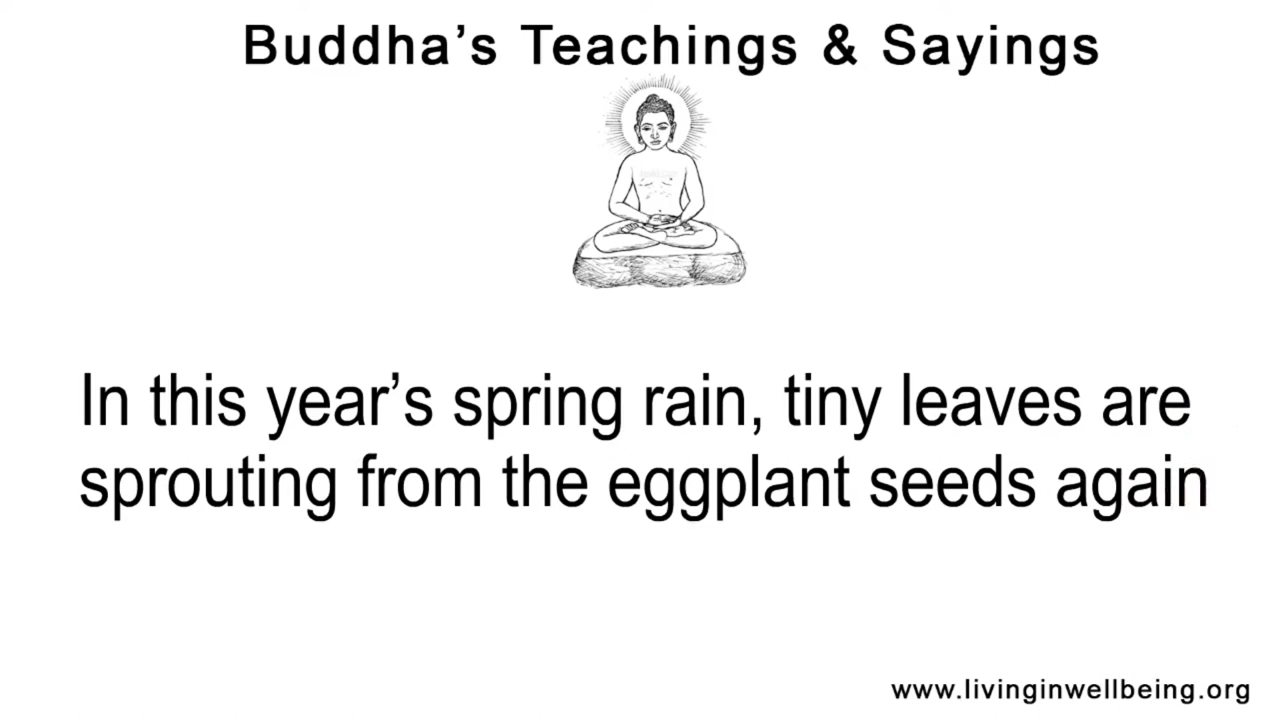 Buddha’s Teachings & Sayings
In this year’s spring rain, tiny leaves are
sprouting from the eggplant seeds again
www.livinginwellbeing.org